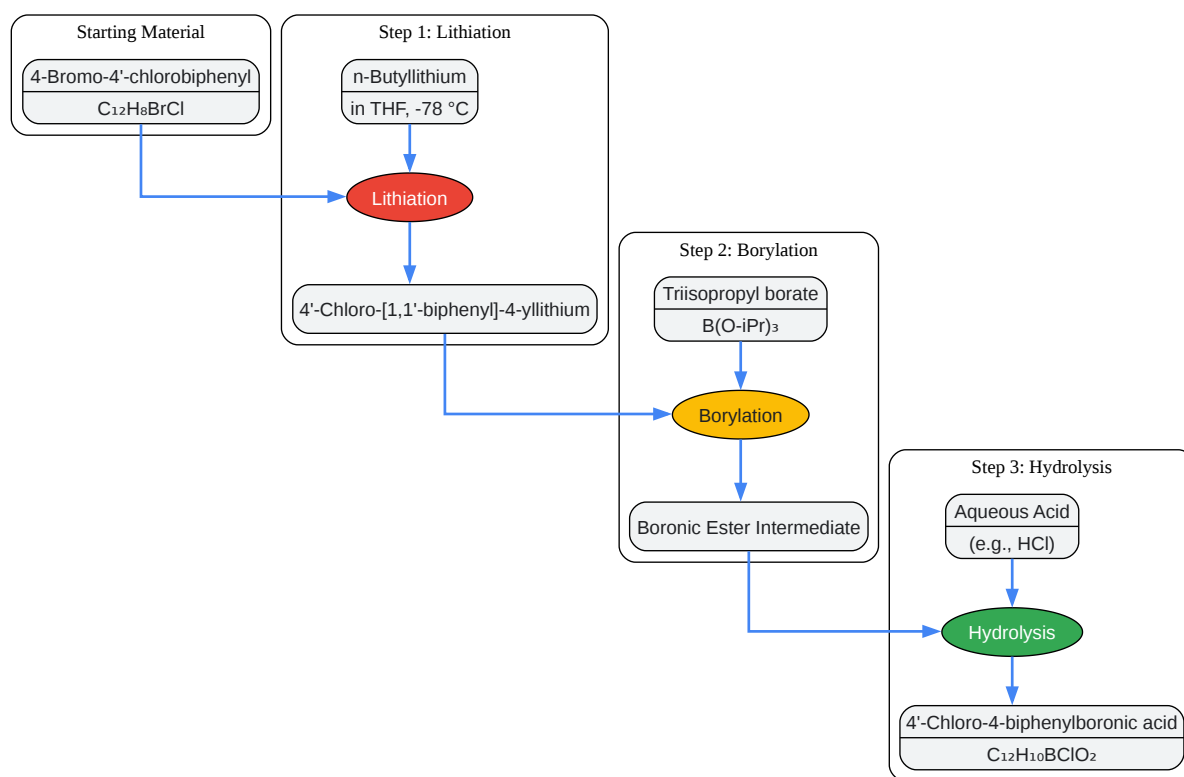 Starting Material
4-Bromo-4'-chlorobiphenyl
C₁₂H₈BrCl
Step 1: Lithiation
n-Butyllithium
in THF, -78 °C
Lithiation
4'-Chloro-[1,1'-biphenyl]-4-yllithium
Step 2: Borylation
Triisopropyl borate
B(O-iPr)₃
Borylation
Boronic Ester Intermediate
Step 3: Hydrolysis
Aqueous Acid
(e.g., HCl)
Hydrolysis
4'-Chloro-4-biphenylboronic acid
C₁₂H₁₀BClO₂